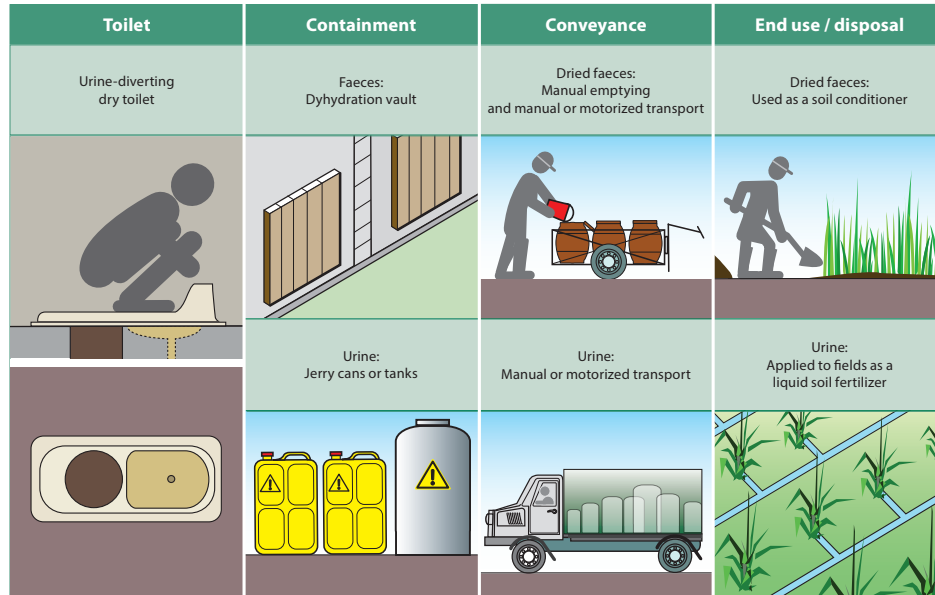 Toilet
Containment
Conveyance
End use / disposal
Urine-diverting
dry toilet
Faeces:
Dyhydration vault
Dried faeces:
Manual emptying
and manual or motorized transport
Dried faeces:
Used as a soil conditioner
Urine:
Jerry cans or tanks
Urine:
Manual or motorized transport
Urine:
Applied to fields as a
liquid soil fertilizer